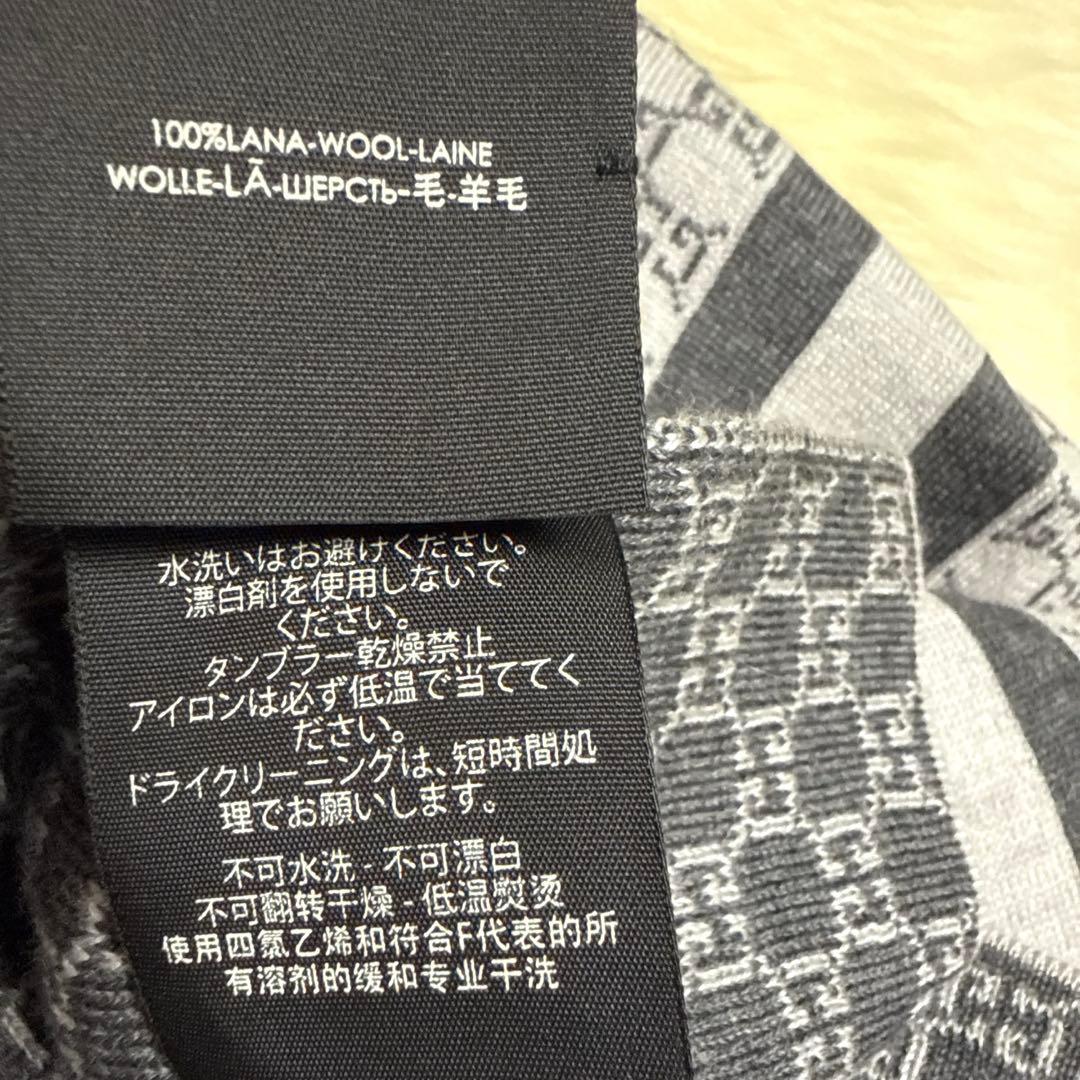 100%LANA-WOOL-LAINE
WOLLE-LÃ-ШЕРСТЬ-毛-羊毛
水洗いはお避けください。
漂白剤を使用しないで
ください。
タンブラー乾燥禁止
アイロンは必ず低温で当ててく
ださい。
ドライクリーニングは、短時間処
理でお願いします。
不可水洗 - 不可漂白
不可翻转干燥 - 低温熨烫
使用四氯乙烯和符合F代表的所
有溶剂的缓和专业干洗